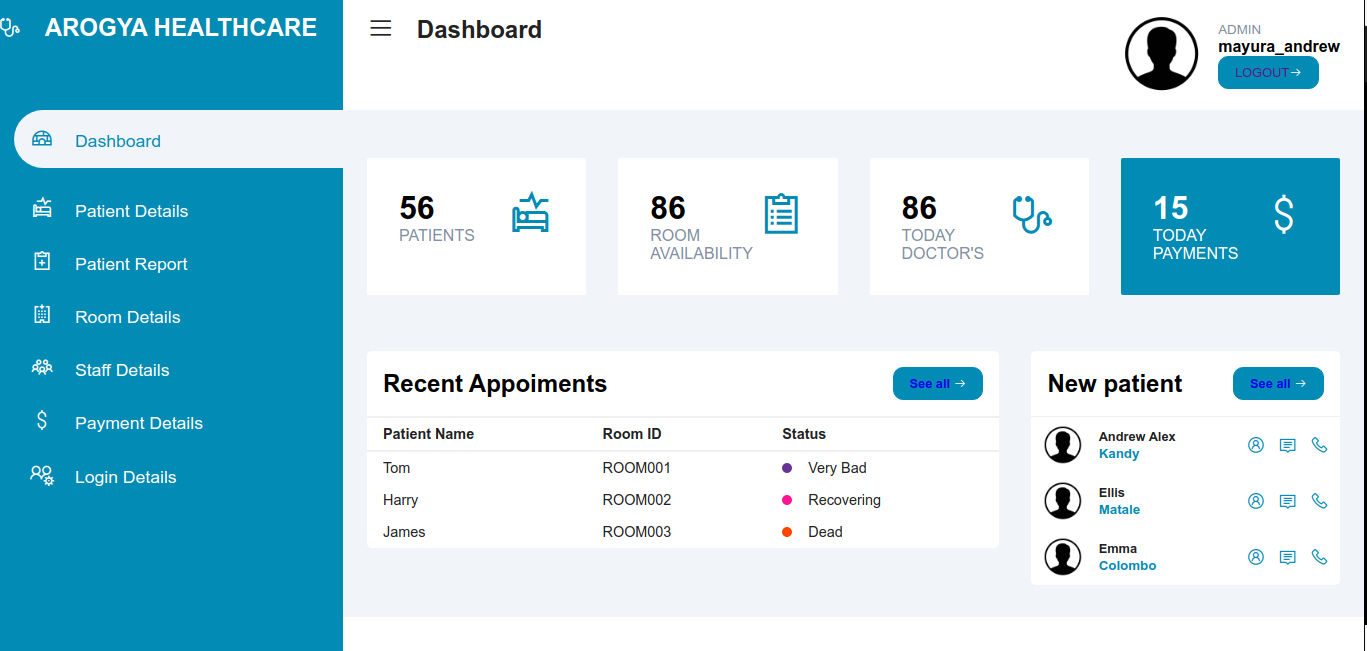 AROGYA HEALTHCARE
Dashboard
ADMIN
mayura_andrew
LOGOUT→
Dashboard
Patient Details
Patient Report
Room Details
Staff Details
Payment Details
Login Details
56
PATIENTS
86
ROOM
AVAILABILITY
86
TODAY
DOCTOR'S
15
TODAY
PAYMENTS
Recent Appoiments
See all →
Patient Name Room ID Status
Tom ROOM001 Very Bad
Harry ROOM002 Recovering
James ROOM003 Dead
New patient
See all →
Andrew Alex
Kandy
Ellis
Matale
Emma
Colombo